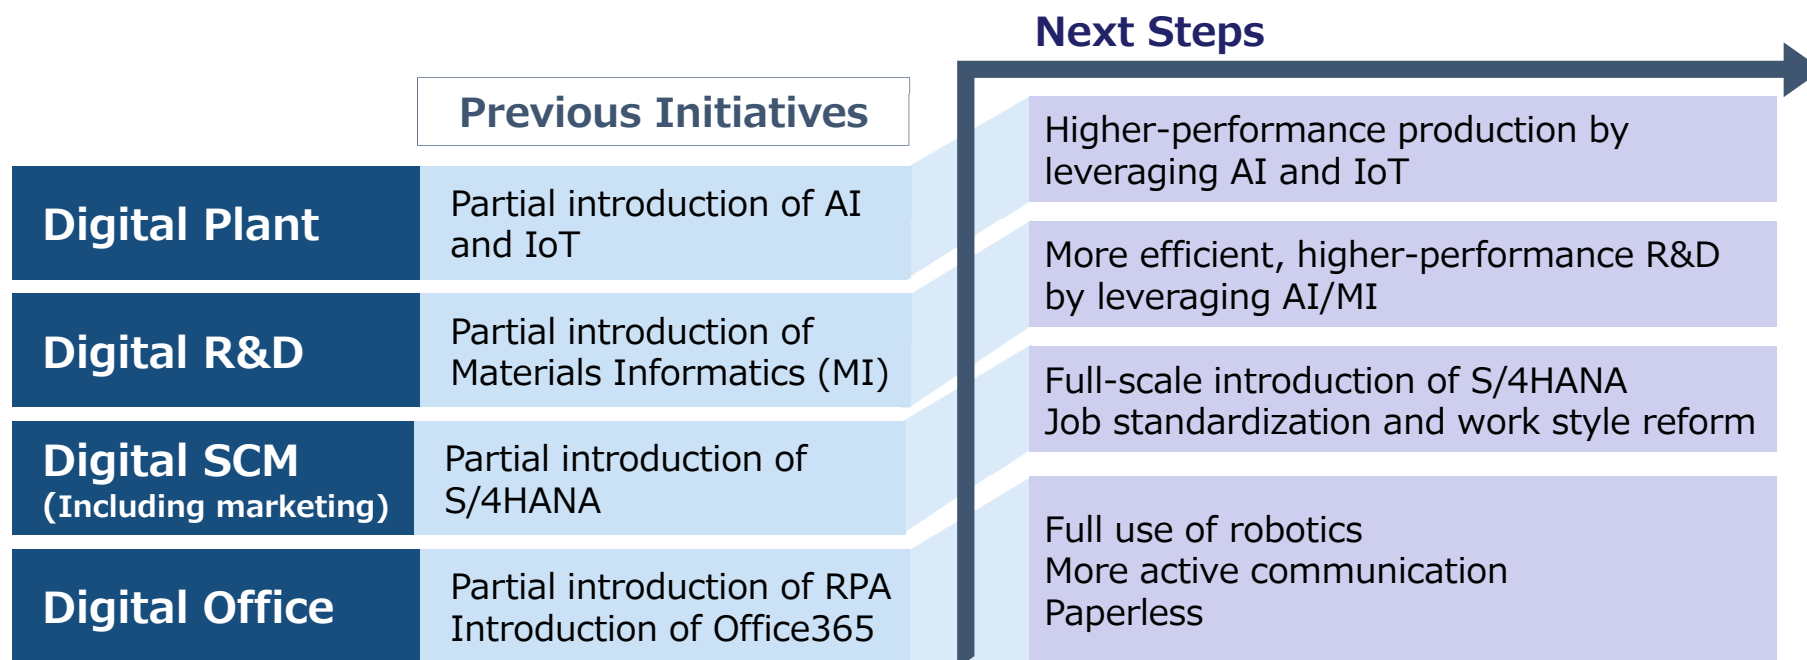 Next Steps
Previous Initiatives
Digital Plant
Partial introduction of AI
and IoT
Higher-performance production by
leveraging AI and IoT
Digital R&D
Partial introduction of
Materials Informatics (MI)
More efficient, higher-performance R&D
by leveraging AI/MI
Digital SCM
(Including marketing)
Partial introduction of
S/4HANA
Full-scale introduction of S/4HANA
Job standardization and work style reform
Digital Office
Partial introduction of RPA
Introduction of Office365
Full use of robotics
More active communication
Paperless